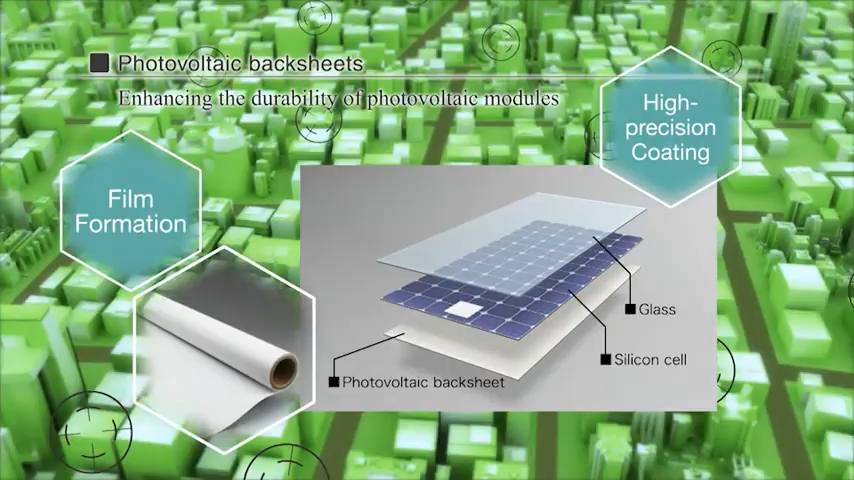 Photovoltaic backsheets
Enhancing the durability of photovoltaic modules
High-
precision
Coating
Film
Formation
Glass
Silicon cell
Photovoltaic backsheet